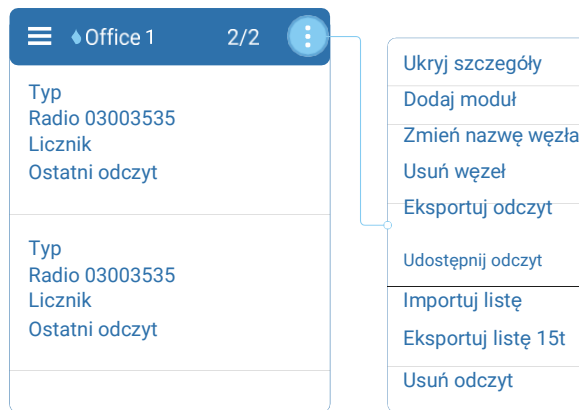 Office 1 2/2
Typ
Radio 03003535
Licznik
Ostatni odczyt
Typ
Radio 03003535
Licznik
Ostatni odczyt
Ukryj szczegóły
Dodaj moduł
Zmień nazwę węzła
Usuń węzeł
Eksportuj odczyt
Udostępnij odczyt
Importuj listę
Eksportuj listę 15t
Usuń odczyt